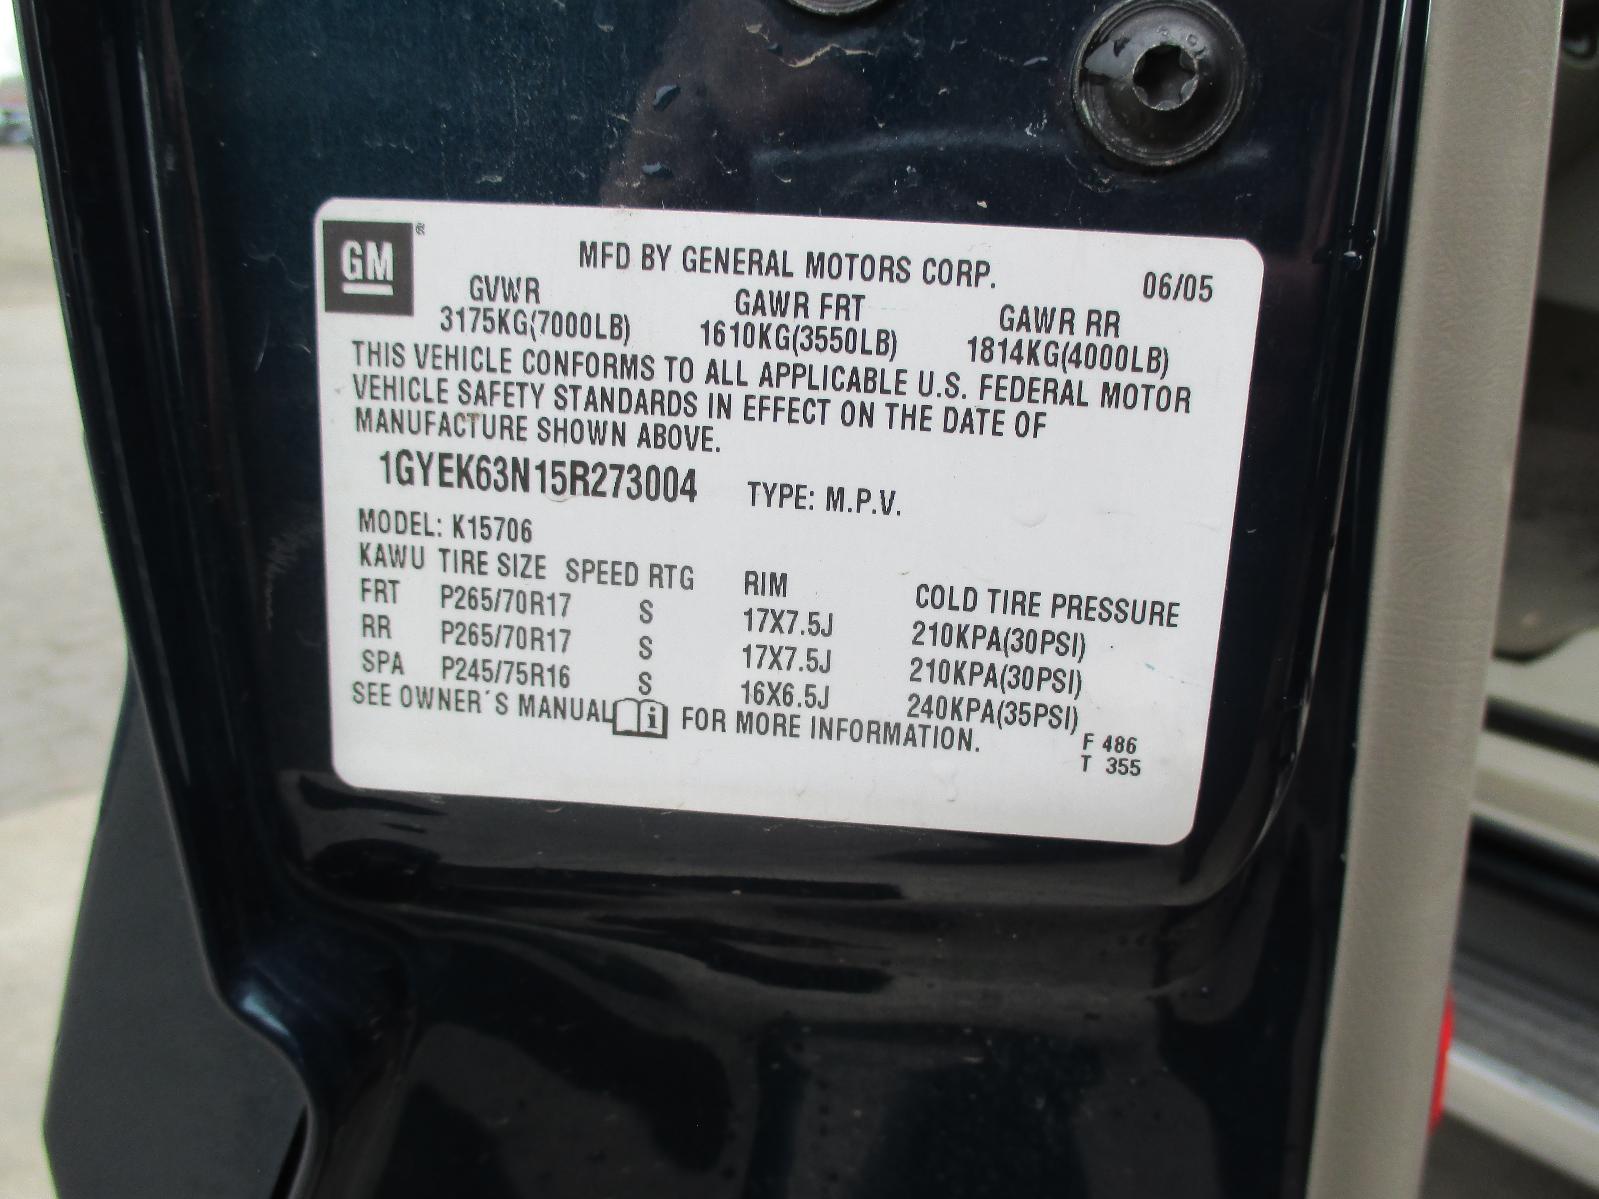 GM®
MFD BY GENERAL MOTORS CORP. 06/05
GVWR GAWR FRT GAWR RR
3175KG(7000LB) 1610KG(3550LB) 1814KG(4000LB)
THIS VEHICLE CONFORMS TO ALL APPLICABLE U.S. FEDERAL MOTOR
VEHICLE SAFETY STANDARDS IN EFFECT ON THE DATE OF
MANUFACTURE SHOWN ABOVE.
1GYEK63N15R273004 TYPE: M.P.V.
MODEL: K15706
KAWU TIRE SIZE SPEED RTG RIM COLD TIRE PRESSURE
FRT P265/70R17 S 17X7.5J 210KPA(30PSI)
RR P265/70R17 S 17X7.5J 210KPA(30PSI)
SPA P245/75R16 S 16X6.5J 240KPA(35PSI)
SEE OWNER´S MANUAL FOR MORE INFORMATION.
F 486
T 355